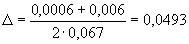 Δ = (0,0006 + 0,006) / (2·0,067) = 0,0493